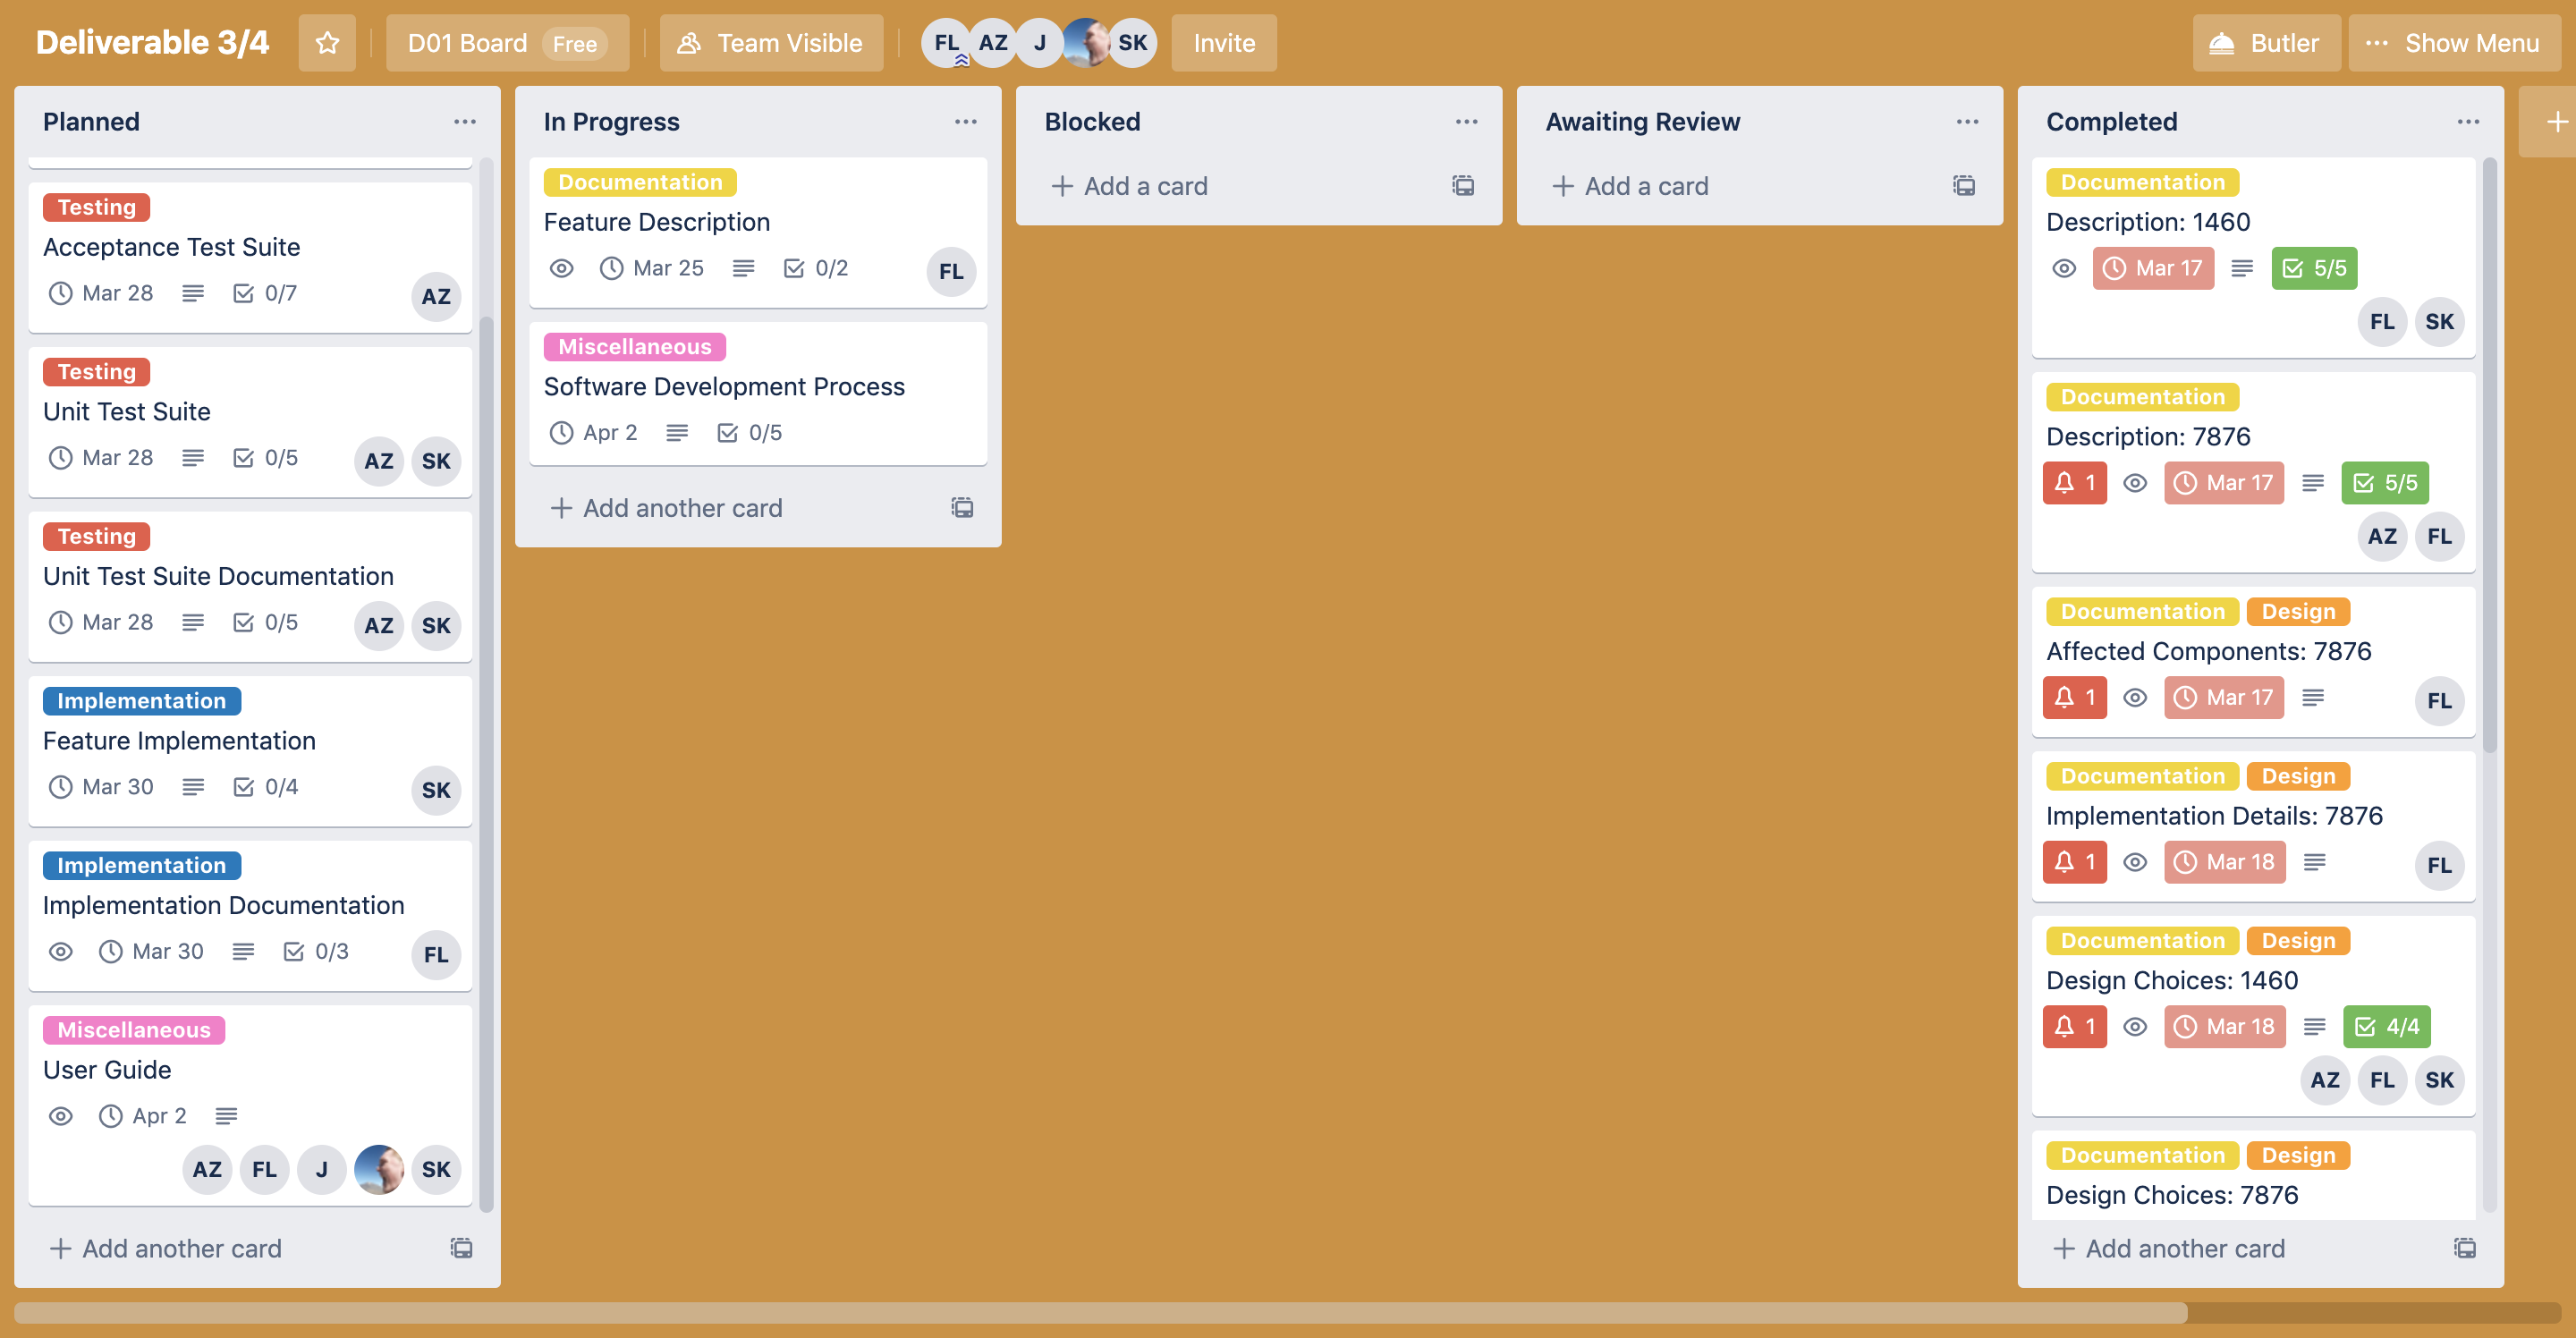 Deliverable 3/4
D01 Board Free
Team Visible
FL AZ J SK
Invite
Butler
Show Menu
Planned
Testing
Acceptance Test Suite
Mar 28 0/7
AZ
Testing
Unit Test Suite
Mar 28 0/5
AZ SK
Testing
Unit Test Suite Documentation
Mar 28 0/5
AZ SK
Implementation
Feature Implementation
Mar 30 0/4
SK
Implementation
Implementation Documentation
Mar 30 0/3
FL
Miscellaneous
User Guide
Apr 2
AZ FL J SK
Add another card
In Progress
Documentation
Feature Description
Mar 25 0/2
FL
Miscellaneous
Software Development Process
Apr 2 0/5
Add another card
Blocked
Add a card
Awaiting Review
Add a card
Completed
Documentation
Description: 1460
Mar 17 5/5
FL SK
Documentation
Description: 7876
1 Mar 17 5/5
AZ FL
Documentation Design
Affected Components: 7876
1 Mar 17
FL
Documentation Design
Implementation Details: 7876
1 Mar 18
FL
Documentation Design
Design Choices: 1460
1 Mar 18 4/4
AZ FL SK
Documentation Design
Design Choices: 7876
Add another card